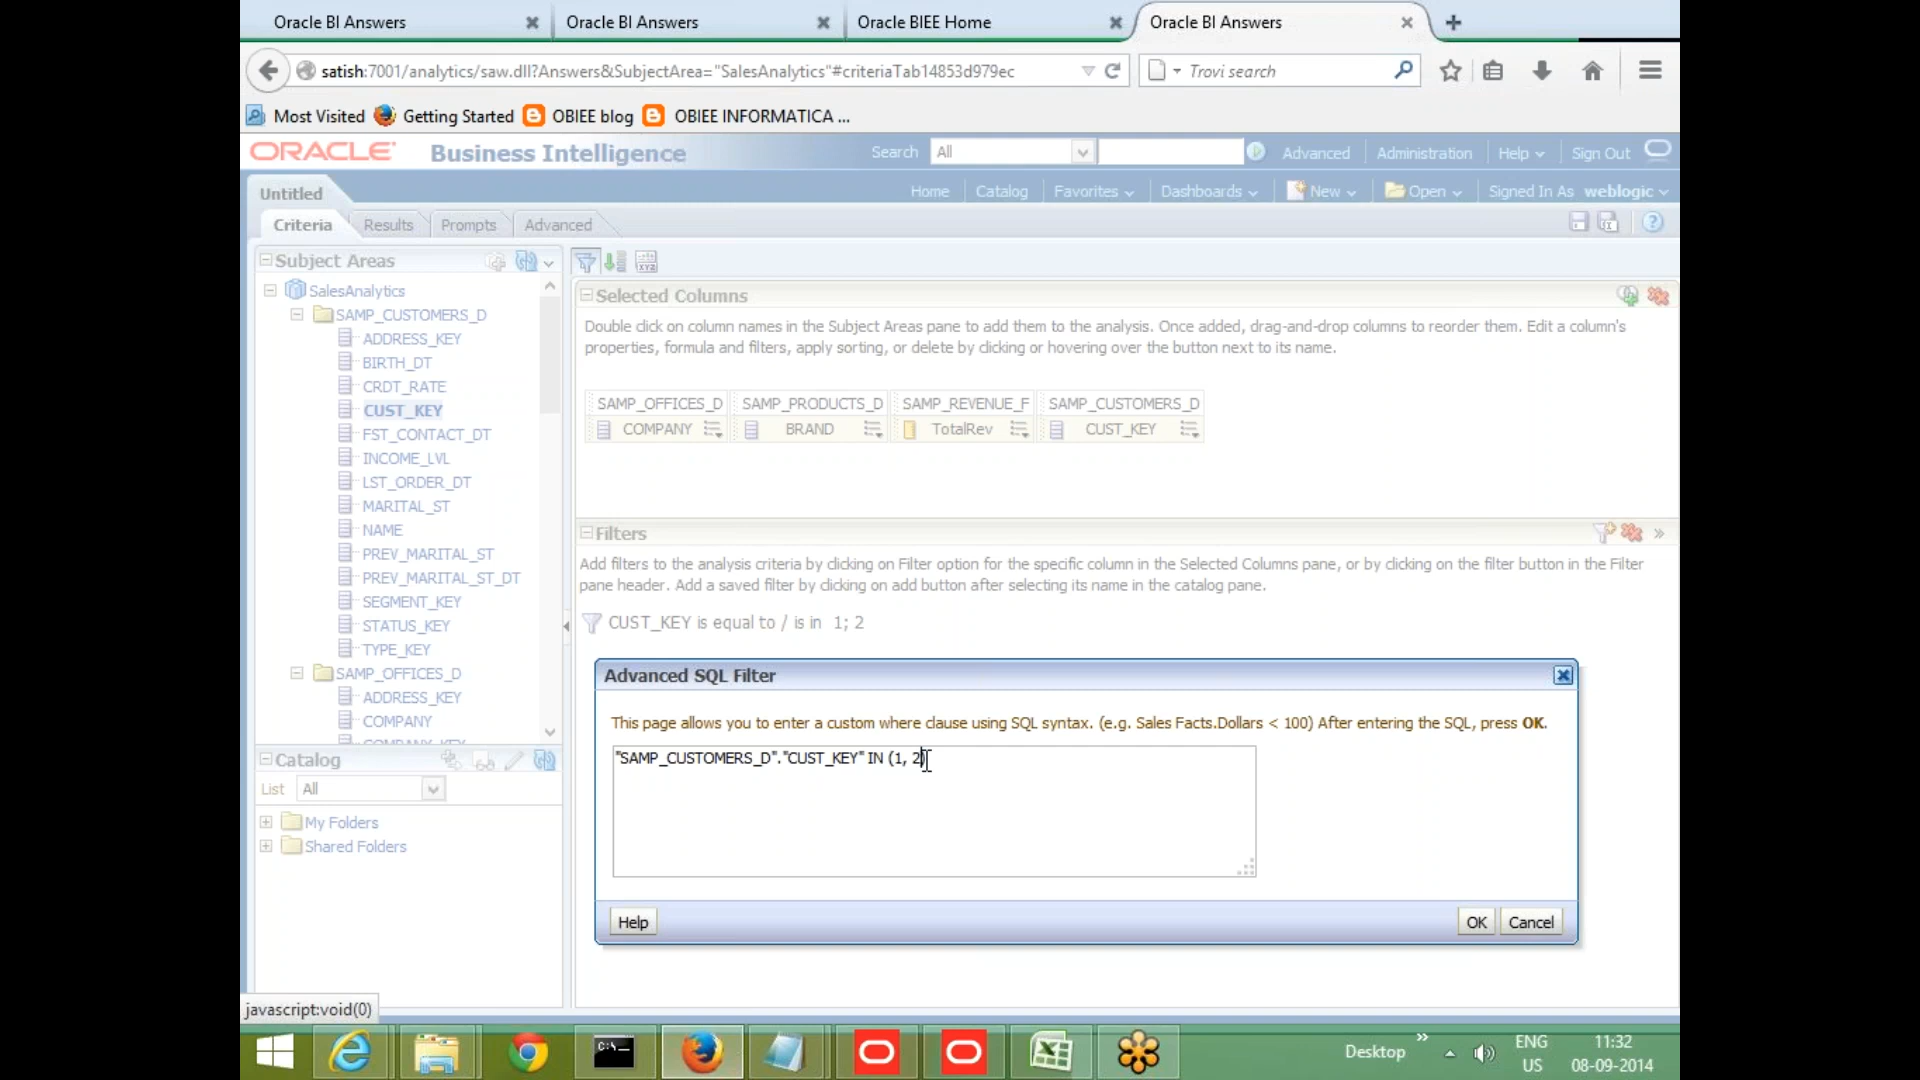 Oracle BI Answers
Oracle BI Answers
Oracle BIEE Home
Oracle BI Answers
satish:7001/analytics/saw.dll?Answers&SubjectArea="SalesAnalytics"#criteriaTab14853d979ec
Trovi search
Most Visited
Getting Started
OBIEE blog
OBIEE INFORMATICA ...
ORACLE Business Intelligence
Search
All
Advanced
Administration
Help
Sign Out
Untitled
Home
Catalog
Favorites
Dashboards
New
Open
Signed In As weblogic
Criteria
Results
Prompts
Advanced
Subject Areas
SalesAnalytics
SAMP_CUSTOMERS_D
ADDRESS_KEY
BIRTH_DT
CRDT_RATE
CUST_KEY
FST_CONTACT_DT
INCOME_LVL
LST_ORDER_DT
MARITAL_ST
NAME
PREV_MARITAL_ST
PREV_MARITAL_ST_DT
SEGMENT_KEY
STATUS_KEY
TYPE_KEY
SAMP_OFFICES_D
ADDRESS_KEY
COMPANY
COMPANY_KEY
Catalog
List
All
My Folders
Shared Folders
Selected Columns
Double click on column names in the Subject Areas pane to add them to the analysis. Once added, drag-and-drop columns to reorder them. Edit a column's
properties, formula and filters, apply sorting, or delete by clicking or hovering over the button next to its name.
SAMP_OFFICES_D
SAMP_PRODUCTS_D
SAMP_REVENUE_F
SAMP_CUSTOMERS_D
COMPANY
BRAND
TotalRev
CUST_KEY
Filters
Add filters to the analysis criteria by clicking on Filter option for the specific column in the Selected Columns pane, or by clicking on the filter button in the Filter
pane header. Add a saved filter by clicking on add button after selecting its name in the catalog pane.
CUST_KEY is equal to / is in 1; 2
Advanced SQL Filter
This page allows you to enter a custom where clause using SQL syntax. (e.g. Sales Facts.Dollars < 100) After entering the SQL, press OK.
"SAMP_CUSTOMERS_D"."CUST_KEY" IN (1, 2)
Help
OK
Cancel
javascript:void(0)
Desktop
ENG
US
11:32
08-09-2014